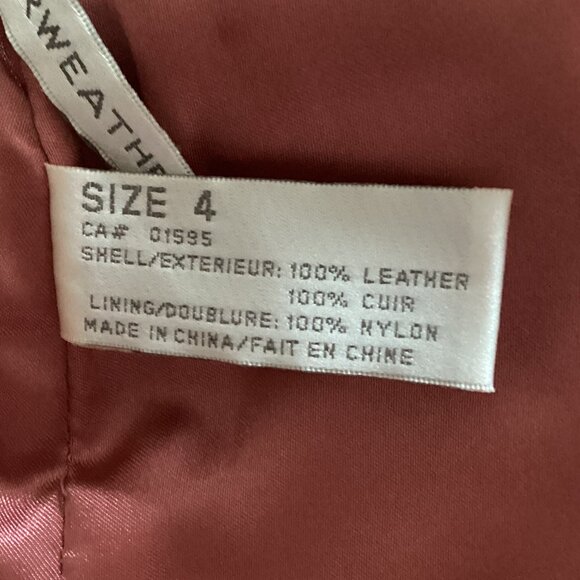 RWEATHE
SIZE 4
CA# 01595
SHELL/EXTERIEUR: 100% LEATHER
100% CUIR
LINING/DOUBLURE: 100% NYLON
MADE IN CHINA/FAIT EN CHINE